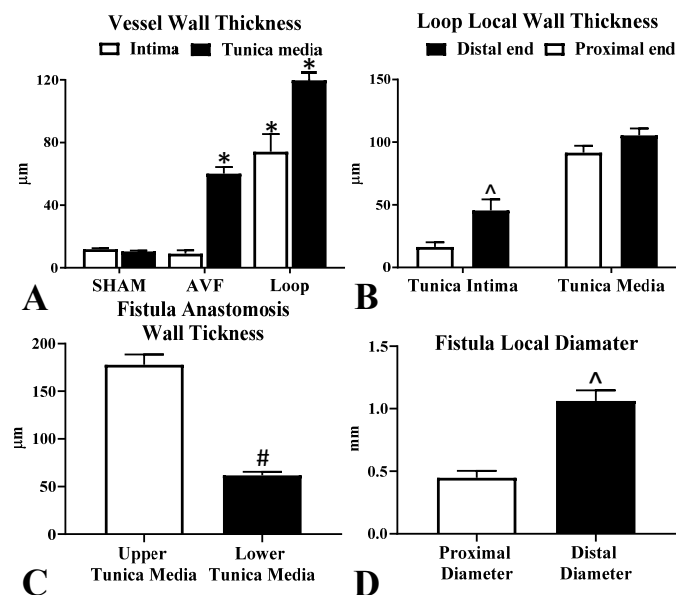 Vessel Wall Thickness
Intima Tunica media
120
80
40
0
µm
* * *
SHAM AVF Loop
A
Loop Local Wall Thickness
Distal end Proximal end
150
100
50
0
µm
^
Tunica Intima Tunica Media
B
Fistula Anastomosis
Wall Tickness
200
150
100
50
0
µm
#
Upper Lower
Tunica Media Tunica Media
C
Fistula Local Diamater
1.5
1.0
0.5
0.0
mm
^
Proximal Distal
Diameter Diameter
D